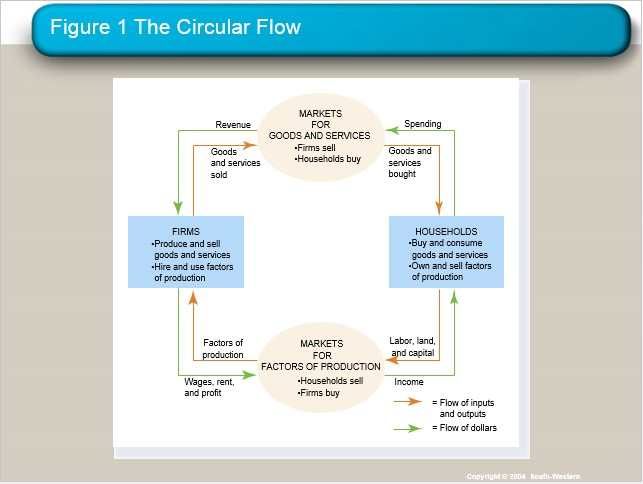 Figure 1 The Circular Flow
MARKETS
FOR
GOODS AND SERVICES
•Firms sell
•Households buy
Revenue
Spending
Goods
and services
sold
Goods and
services
bought
FIRMS
•Produce and sell
goods and services
•Hire and use factors
of production
HOUSEHOLDS
•Buy and consume
goods and services
•Own and sell factors
of production
Factors of
production
Labor, land,
and capital
MARKETS
FOR
FACTORS OF PRODUCTION
•Households sell
•Firms buy
Wages, rent,
and profit
Income
= Flow of inputs
and outputs
= Flow of dollars
Copyright © 2004 South-Western